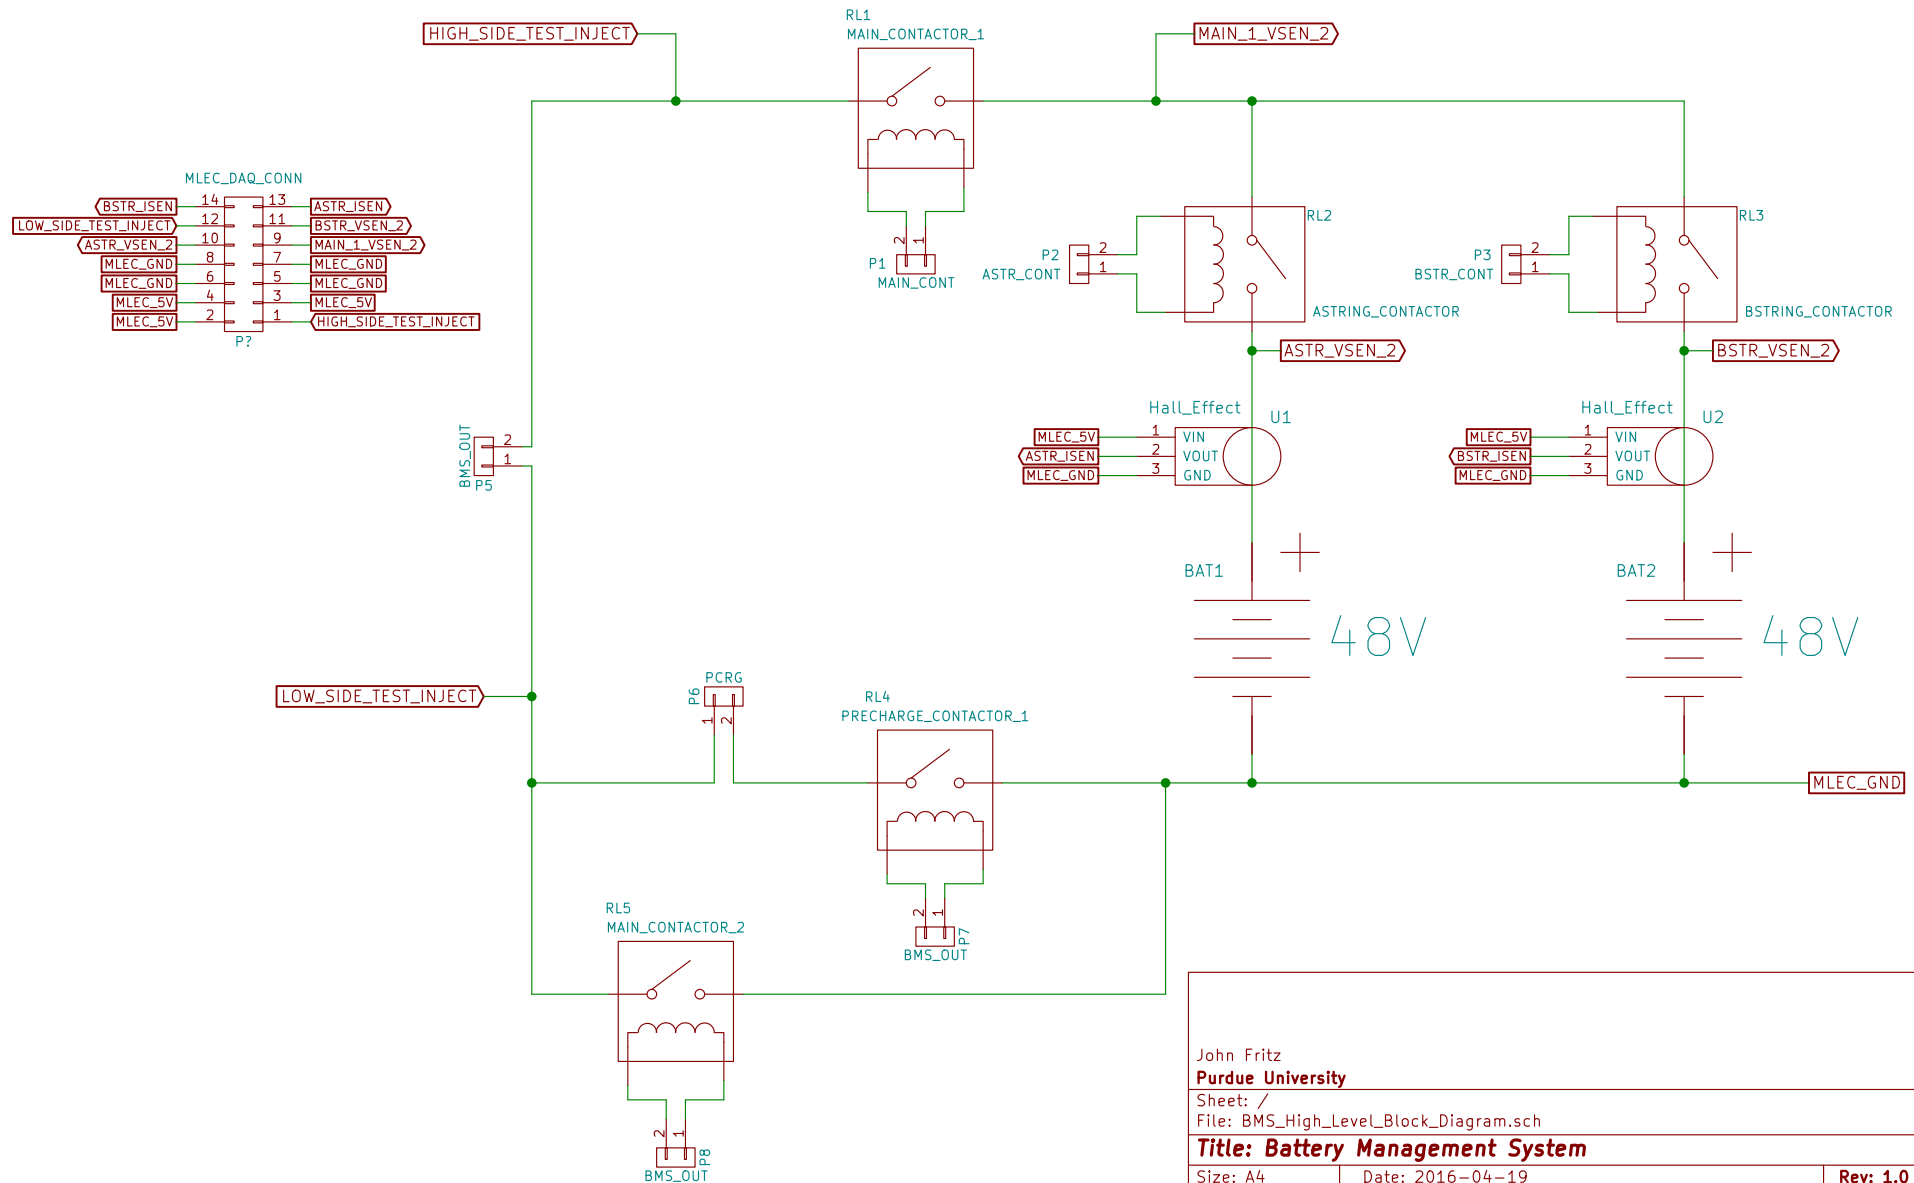 RL1
HIGH_SIDE_TEST_INJECT
MAIN_CONTACTOR_1
MAIN_1_VSEN_2
MLEC_DAQ_CONN
BSTR_ISEN 14 13 ASTR_ISEN
LOW_SIDE_TEST_INJECT 12 11 BSTR_VSEN_2
ASTR_VSEN_2 10 9 MAIN_1_VSEN_2
MLEC_GND 8 7 MLEC_GND
MLEC_GND 6 5 MLEC_GND
MLEC_5V 4 3 MLEC_5V
MLEC_5V 2 1 HIGH_SIDE_TEST_INJECT
P?
2 1
P1
MAIN_CONT
RL2
P2 2
ASTR_CONT 1
ASTRING_CONTACTOR
RL3
P3 2
BSTR_CONT 1
BSTRING_CONTACTOR
ASTR_VSEN_2
BSTR_VSEN_2
Hall_Effect U1
MLEC_5V 1 VIN
ASTR_ISEN 2 VOUT
MLEC_GND 3 GND
Hall_Effect U2
MLEC_5V 1 VIN
BSTR_ISEN 2 VOUT
MLEC_GND 3 GND
BMS_OUT
2
1
P5
BAT1
48V
BAT2
48V
LOW_SIDE_TEST_INJECT
PCRG
P6
1 2
RL4
PRECHARGE_CONTACTOR_1
MLEC_GND
2 1
P7
BMS_OUT
RL5
MAIN_CONTACTOR_2
2 1
P8
BMS_OUT
John Fritz
Purdue University
Sheet: /
File: BMS_High_Level_Block_Diagram.sch
Title: Battery Management System
Size: A4 Date: 2016-04-19 Rev: 1.0